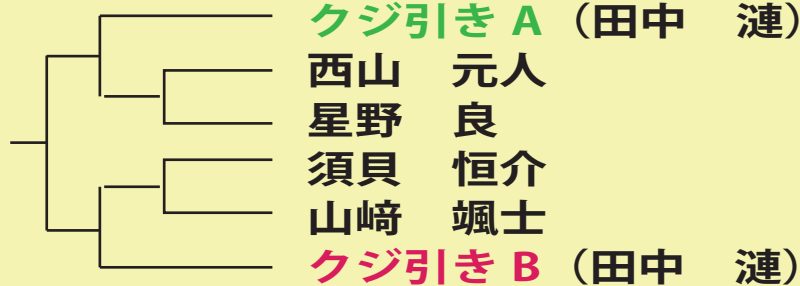 クジ引き A（田中　漣）
西山　元人
星野　良
須貝　恒介
山﨑　颯士
クジ引き B（田中　漣）